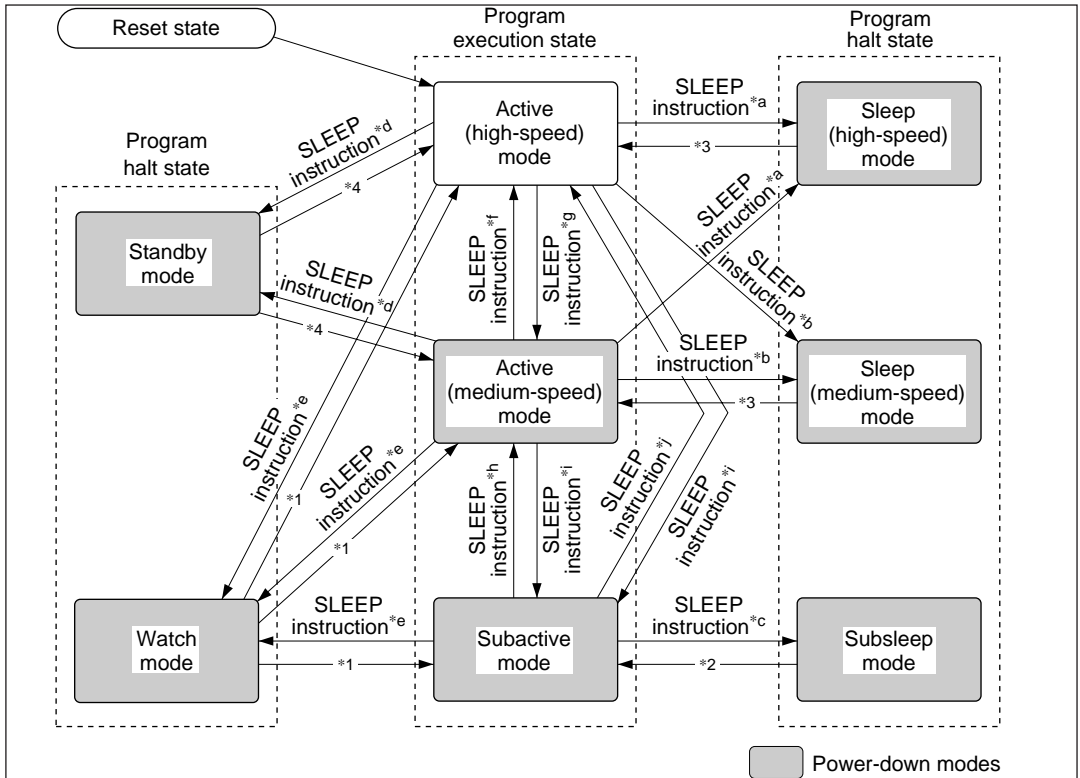 Reset state
Program
execution state
Program
halt state
Program
halt state
Active
(high-speed)
mode
SLEEP
instruction*a
*3
Sleep
(high-speed)
mode
SLEEP
instruction*d
*4
Standby
mode
SLEEP
instruction*d
*4
SLEEP
instruction*f
SLEEP
instruction*g
SLEEP
instruction*a
SLEEP
instruction*b
Active
(medium-speed)
mode
SLEEP
instruction*b
*3
Sleep
(medium-speed)
mode
SLEEP
instruction*e
*1
SLEEP
instruction*e
*1
SLEEP
instruction*h
SLEEP
instruction*i
SLEEP
instruction*j
SLEEP
instruction*i
Watch
mode
SLEEP
instruction*e
*1
Subactive
mode
SLEEP
instruction*c
*2
Subsleep
mode
Power-down modes